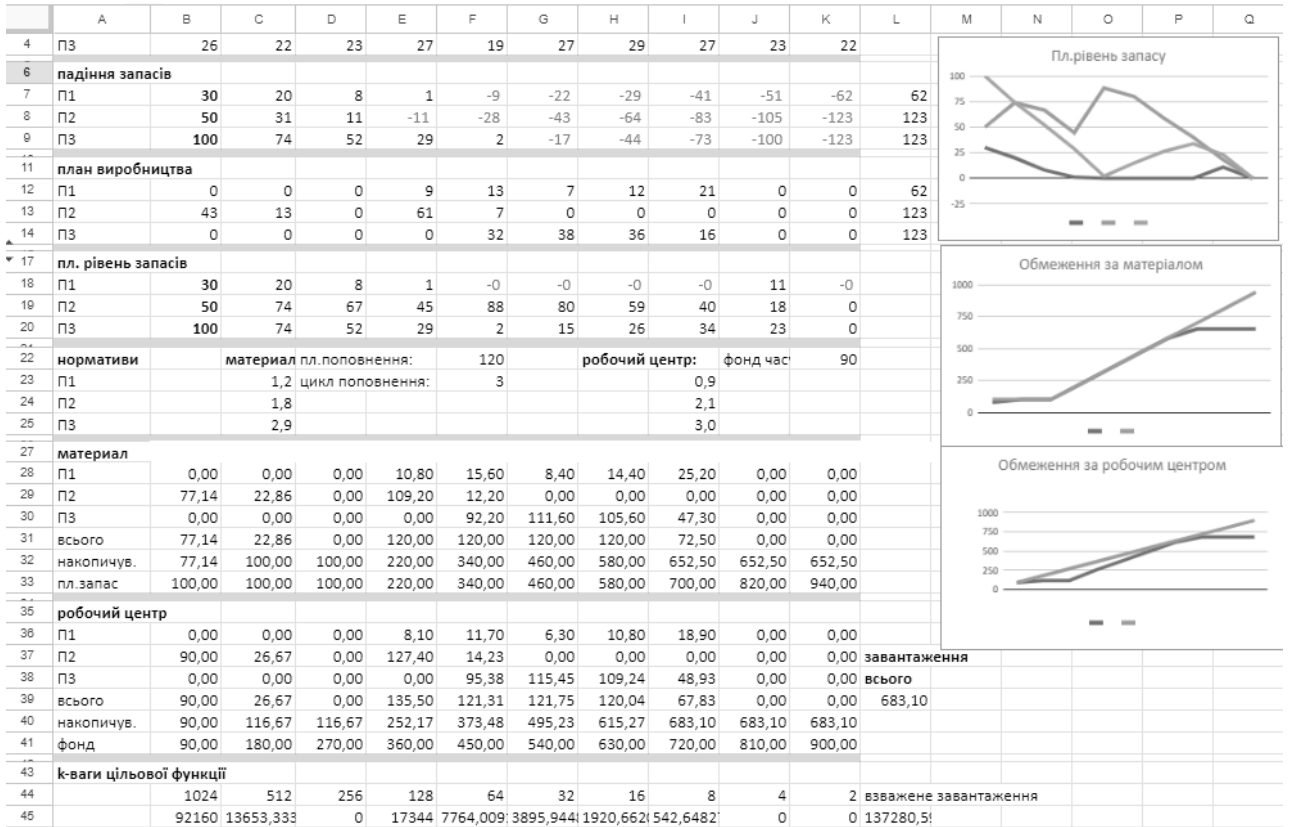 A B C D E F G H I J K L M N O P Q
4 ПЗ 26 22 23 27 19 27 29 27 23 22
6 падіння запасів
7 П1 30 20 8 1 -9 -22 -29 -41 -51 -62 62
8 П2 50 31 11 -11 -28 -43 -64 -83 -105 -123 123
9 П3 100 74 52 29 2 -17 -44 -73 -100 -123 123
11 план виробництва
12 П1 0 0 0 9 13 7 12 21 0 0 62
13 П2 43 13 0 61 7 0 0 0 0 0 123
14 П3 0 0 0 0 32 38 36 16 0 0 123
17 пл. рівень запасів
18 П1 30 20 8 1 -0 -0 -0 -0 11 -0
19 П2 50 74 67 45 88 80 59 40 18 0
20 П3 100 74 52 29 2 15 26 34 23 0
22 нормативи материал пл.поповнення: 120 робочий центр: фонд час 90
23 П1 1,2 цикл поповнення: 3 0,9
24 П2 1,8 2,1
25 П3 2,9 3,0
27 материал
28 П1 0,00 0,00 0,00 10,80 15,60 8,40 14,40 25,20 0,00 0,00
29 П2 77,14 22,86 0,00 109,20 12,20 0,00 0,00 0,00 0,00 0,00
30 П3 0,00 0,00 0,00 0,00 92,20 111,60 105,60 47,30 0,00 0,00
31 всього 77,14 22,86 0,00 120,00 120,00 120,00 120,00 72,50 0,00 0,00
32 накопичув. 77,14 100,00 100,00 220,00 340,00 460,00 580,00 652,50 652,50 652,50
33 пл.запас 100,00 100,00 100,00 220,00 340,00 460,00 580,00 700,00 820,00 940,00
35 робочий центр
36 П1 0,00 0,00 0,00 8,10 11,70 6,30 10,80 18,90 0,00 0,00
37 П2 90,00 26,67 0,00 127,40 14,23 0,00 0,00 0,00 0,00 0,00 завантаження
38 П3 0,00 0,00 0,00 0,00 95,38 115,45 109,24 48,93 0,00 0,00 всього
39 всього 90,00 26,67 0,00 135,50 121,31 121,75 120,04 67,83 0,00 0,00 683,10
40 накопичув. 90,00 116,67 116,67 252,17 373,48 495,23 615,27 683,10 683,10 683,10
41 фонд 90,00 180,00 270,00 360,00 450,00 540,00 630,00 720,00 810,00 900,00
43 k-ваги цільової функції
44 1024 512 256 128 64 32 16 8 4 2 взважене завантаження
45 92160 13653,333 0 17344 7764,009 3895,944 1920,662 542,6482 0 0 137280,5
Пл.рівень запасу
100
75
50
25
0
-25
Обмеження за матеріалом
1000
750
500
250
0
Обмеження за робочим центром
1000
750
500
250
0